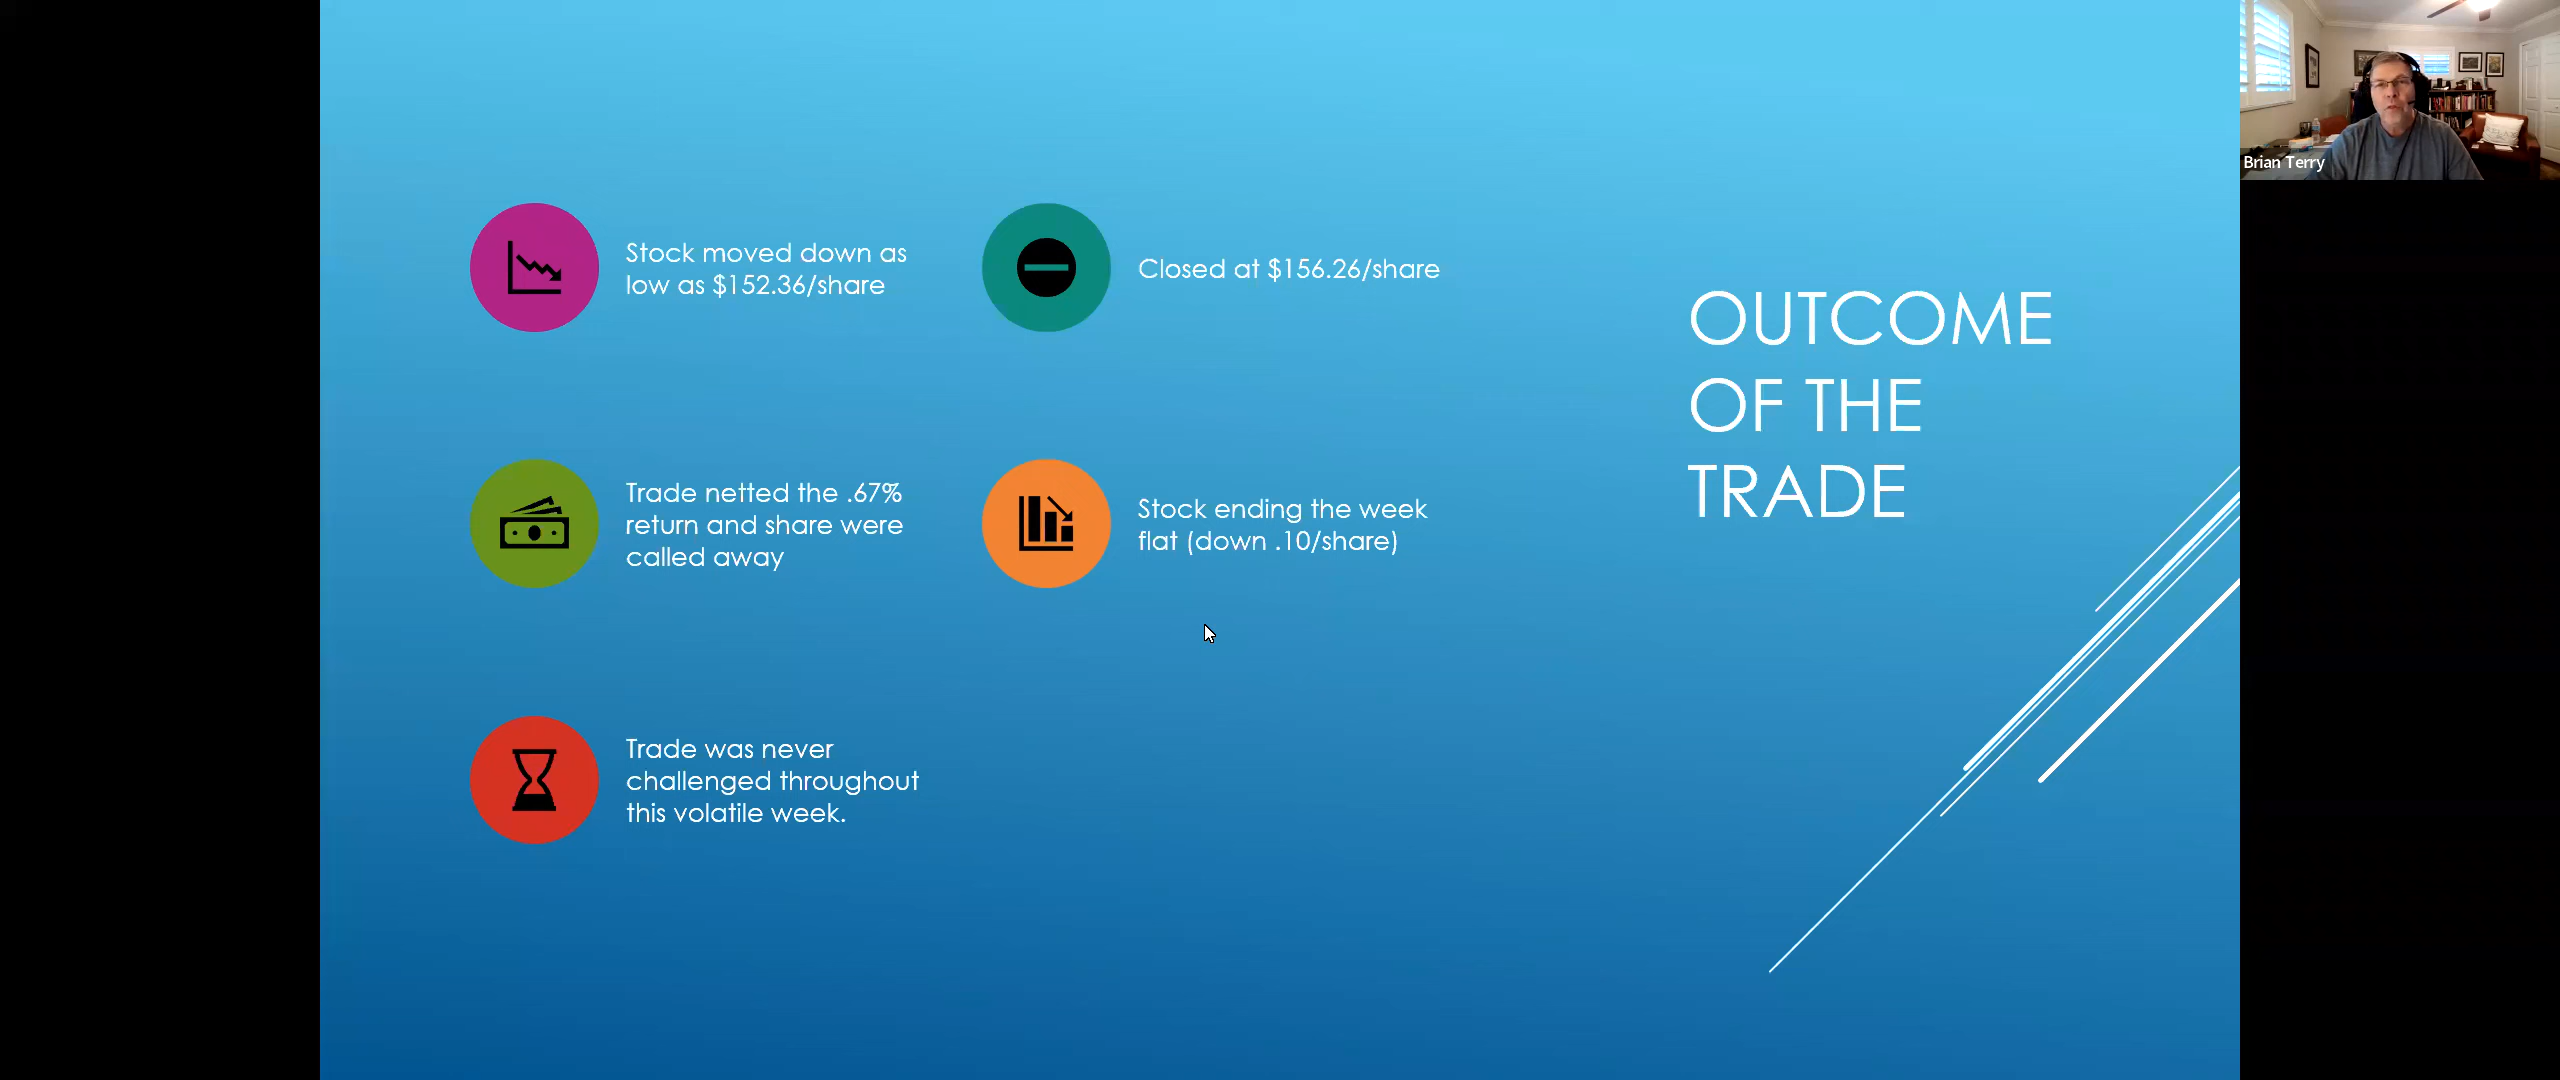 Stock moved down as
low as $152.36/share
Closed at $156.26/share
Trade netted the .67%
return and share were
called away
Stock ending the week
flat (down .10/share)
Trade was never
challenged throughout
this volatile week.
OUTCOME
OF THE
TRADE
Brian Terry